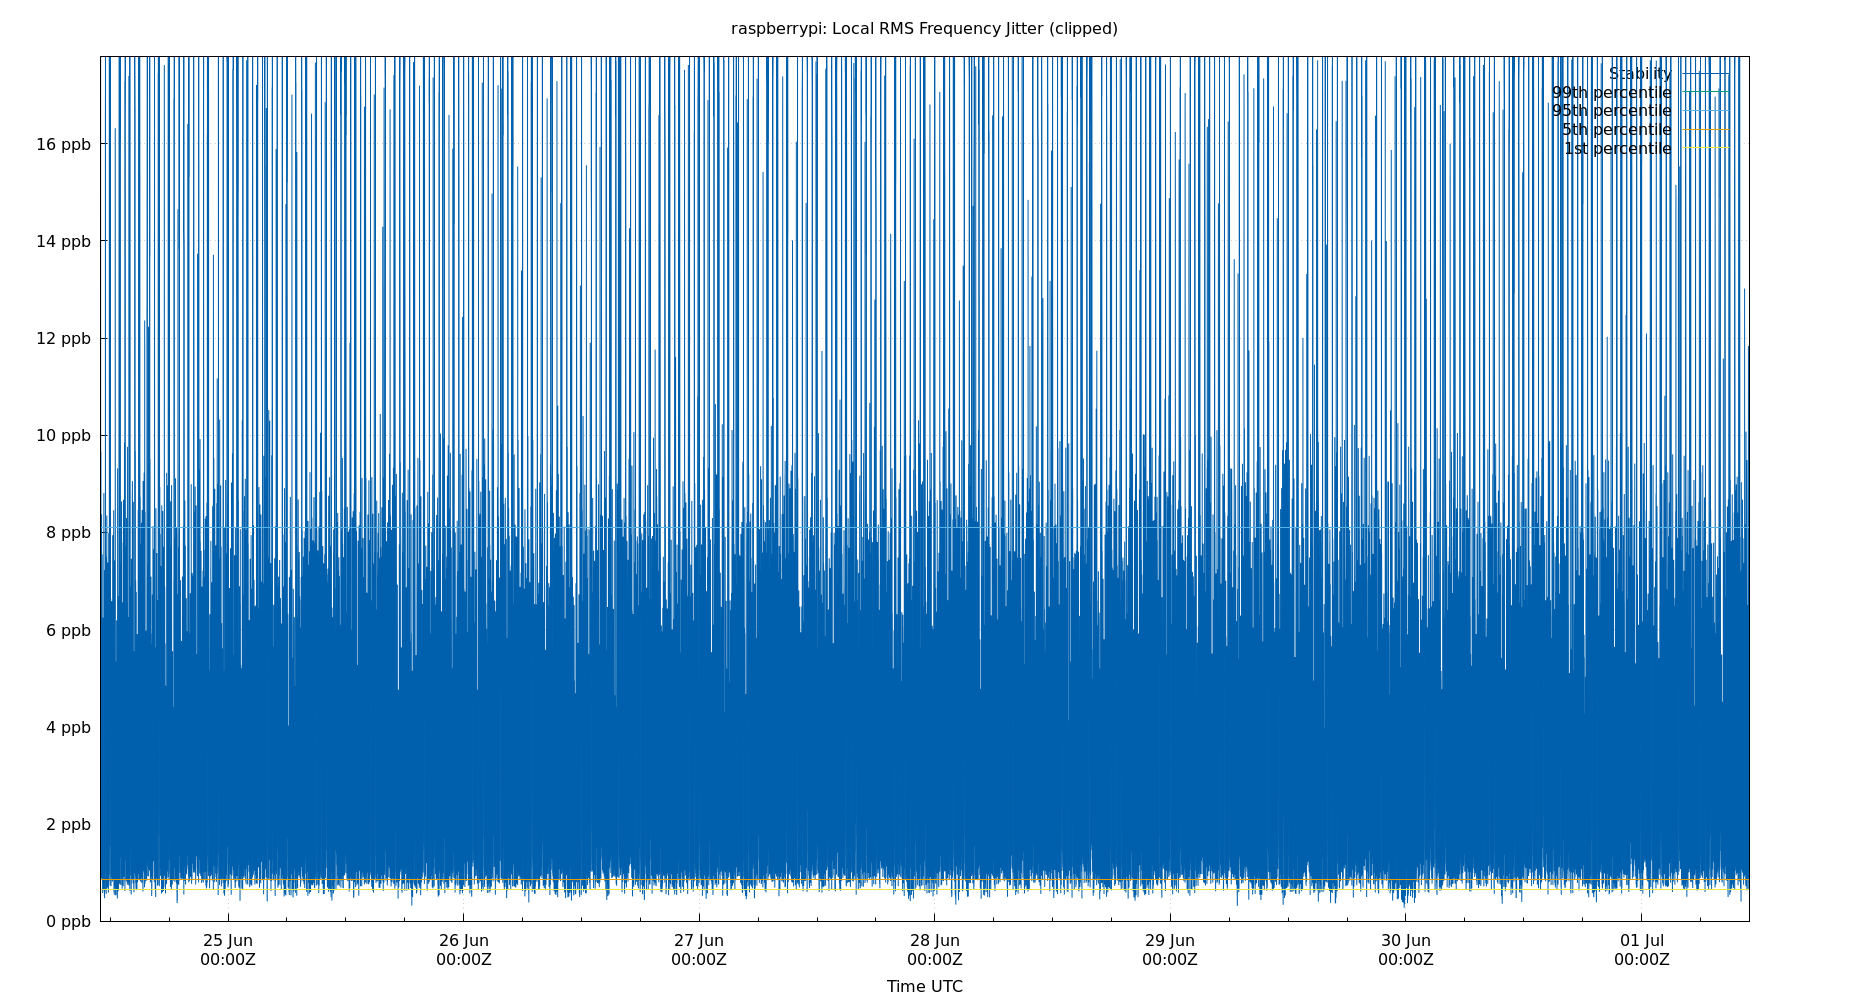 raspberrypi: Local RMS Frequency Jitter (clipped)
Stability
99th percentile
95th percentile
5th percentile
1st percentile
16 ppb
14 ppb
12 ppb
10 ppb
8 ppb
6 ppb
4 ppb
2 ppb
0 ppb
25 Jun 26 Jun 27 Jun 28 Jun 29 Jun 30 Jun 01 Jul
00:00Z 00:00Z 00:00Z 00:00Z 00:00Z 00:00Z 00:00Z
Time UTC